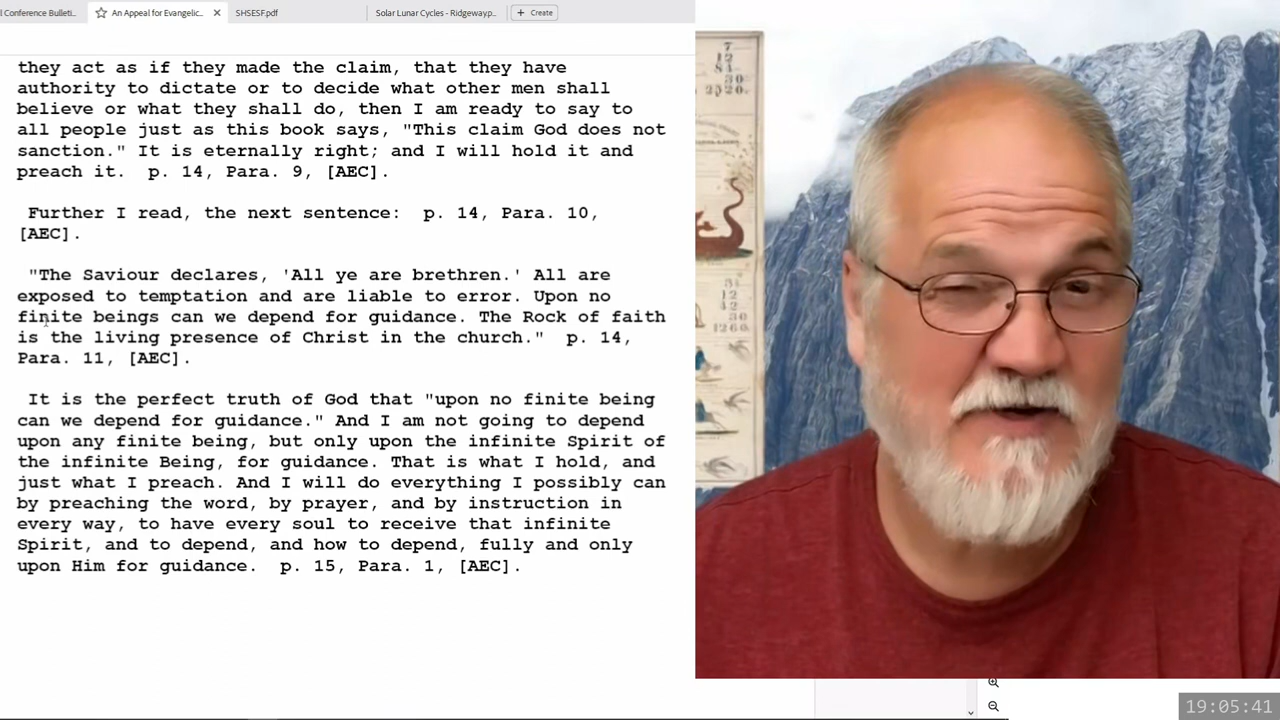 l Conference Bulleti..
An Appeal for Evangelic...
SHSESF.pdf
Solar Lunar Cycles - Ridgewayp...
Create
they act as if they made the claim, that they have
authority to dictate or to decide what other men shall
believe or what they shall do, then I am ready to say to
all people just as this book says, "This claim God does not
sanction." It is eternally right; and I will hold it and
preach it.  p. 14, Para. 9, [AEC].
Further I read, the next sentence:  p. 14, Para. 10,
[AEC].
"The Saviour declares, 'All ye are brethren.' All are
exposed to temptation and are liable to error. Upon no
finite beings can we depend for guidance. The Rock of faith
is the living presence of Christ in the church."  p. 14,
Para. 11, [AEC].
It is the perfect truth of God that "upon no finite being
can we depend for guidance." And I am not going to depend
upon any finite being, but only upon the infinite Spirit of
the infinite Being, for guidance. That is what I hold, and
just what I preach. And I will do everything I possibly can
by preaching the word, by prayer, and by instruction in
every way, to have every soul to receive that infinite
Spirit, and to depend, and how to depend, fully and only
upon Him for guidance.  p. 15, Para. 1, [AEC].
7
12
30
2520.
31
12
42
30
1260.
19:05:41